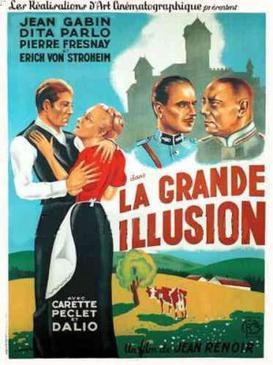 Les Réalisations d'Art Cinématographique présentent
JEAN GABIN
DITA PARLO
PIERRE FRESNAY
et
ERICH VON STROHEIM
dans
LA GRANDE
ILLUSION
AVEC
CARETTE
PECLET
ET
DALIO
Un film de JEAN RENOIR